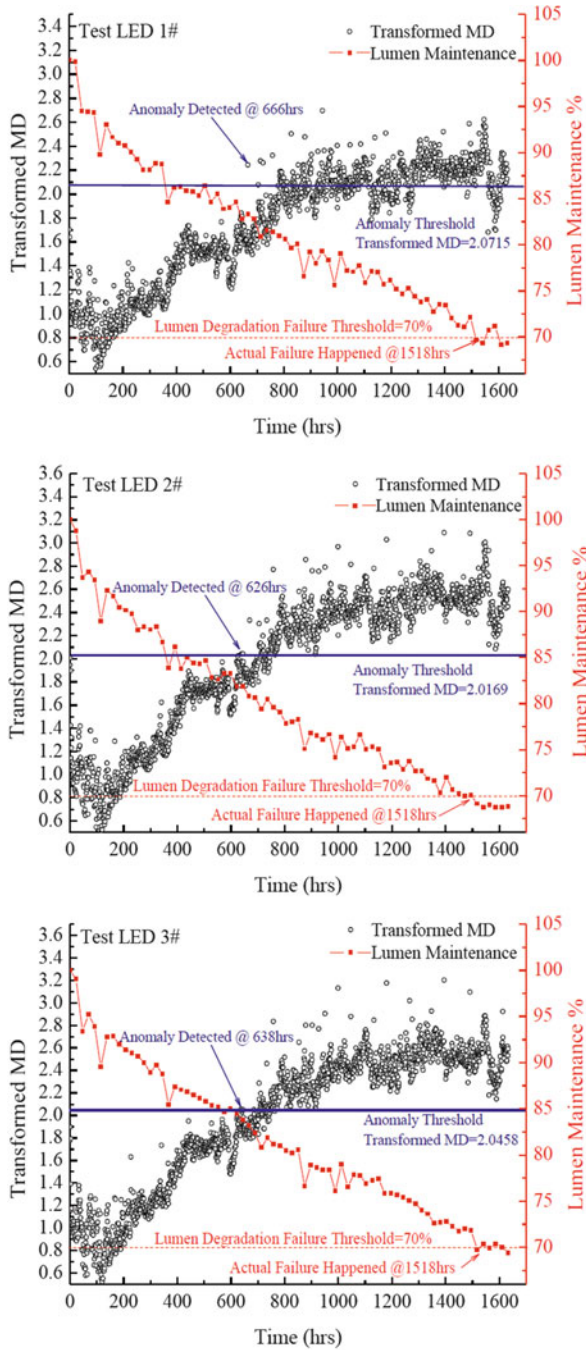 Test LED 1#
Transformed MD
Lumen Maintenance
Anomaly Detected @ 666hrs
Anomaly Threshold
Transformed MD=2.0715
Lumen Degradation Failure Threshold=70%
Actual Failure Happened @1518hrs
3.4
3.2
3.0
2.8
2.6
2.4
2.2
2.0
1.8
1.6
1.4
1.2
1.0
0.8
0.6
Transformed MD
105
100
95
90
85
80
75
70
65
Lumen Maintenance %
0 200 400 600 800 1000 1200 1400 1600
Time (hrs)
Test LED 2#
Transformed MD
Lumen Maintenance
Anomaly Detected @ 626hrs
Anomaly Threshold
Transformed MD=2.0169
Lumen Degradation Failure Threshold=70%
Actual Failure Happened @1518hrs
3.6
3.4
3.2
3.0
2.8
2.6
2.4
2.2
2.0
1.8
1.6
1.4
1.2
1.0
0.8
0.6
Transformed MD
105
100
95
90
85
80
75
70
Lumen Maintenance %
0 200 400 600 800 1000 1200 1400 1600
Time (hrs)
Test LED 3#
Transformed MD
Lumen Maintenance
Anomaly Detected @ 638hrs
Anomaly Threshold
Transformed MD=2.0458
Lumen Degradation Failure Threshold=70%
Actual Failure Happened @1518hrs
3.6
3.4
3.2
3.0
2.8
2.6
2.4
2.2
2.0
1.8
1.6
1.4
1.2
1.0
0.8
0.6
Transformed MD
105
100
95
90
85
80
75
70
65
Lumen Maintenance %
0 200 400 600 800 1000 1200 1400 1600
Time (hrs)